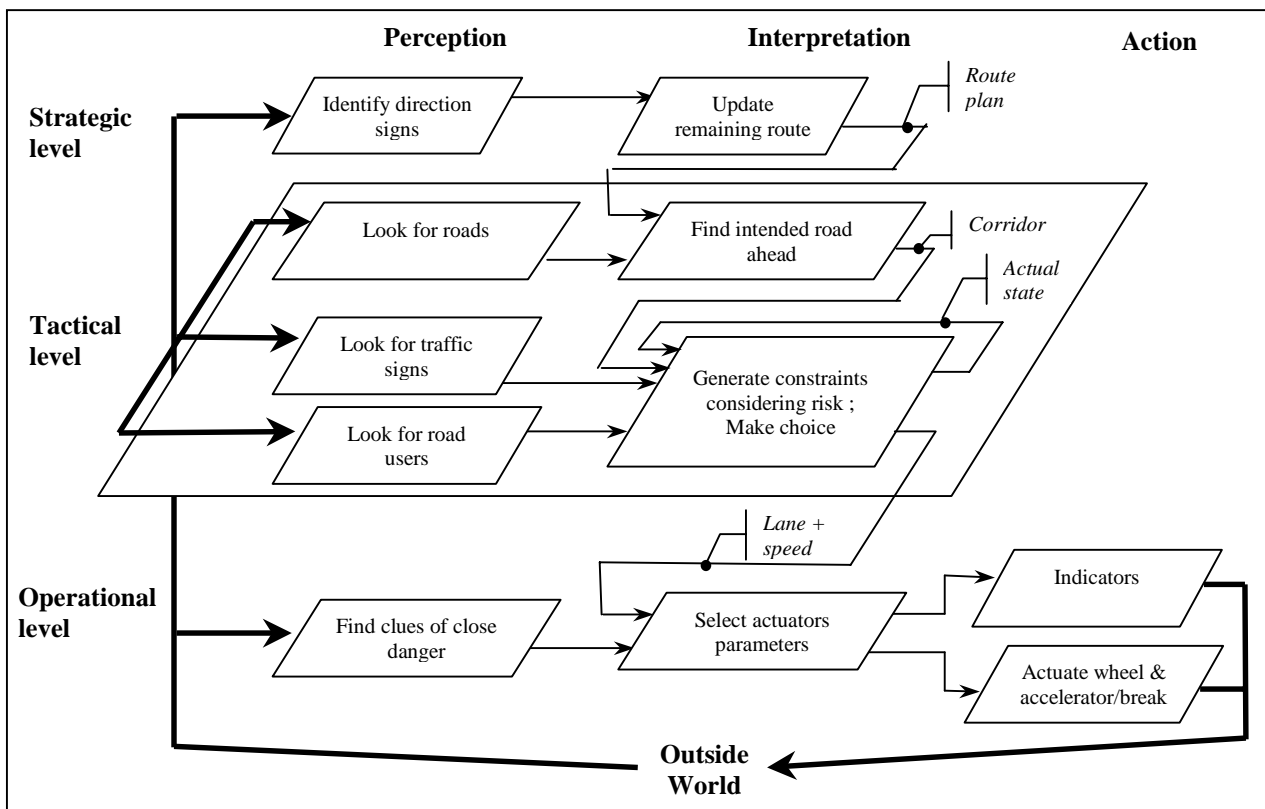 Perception
Interpretation
Action
Strategic
level
Identify direction
signs
Update
remaining route
Route
plan
Tactical
level
Look for roads
Find intended road
ahead
Corridor
Actual
state
Look for traffic
signs
Generate constraints
considering risk ;
Make choice
Look for road
users
Lane +
speed
Operational
level
Find clues of close
danger
Select actuators
parameters
Indicators
Actuate wheel &
accelerator/break
Outside
World